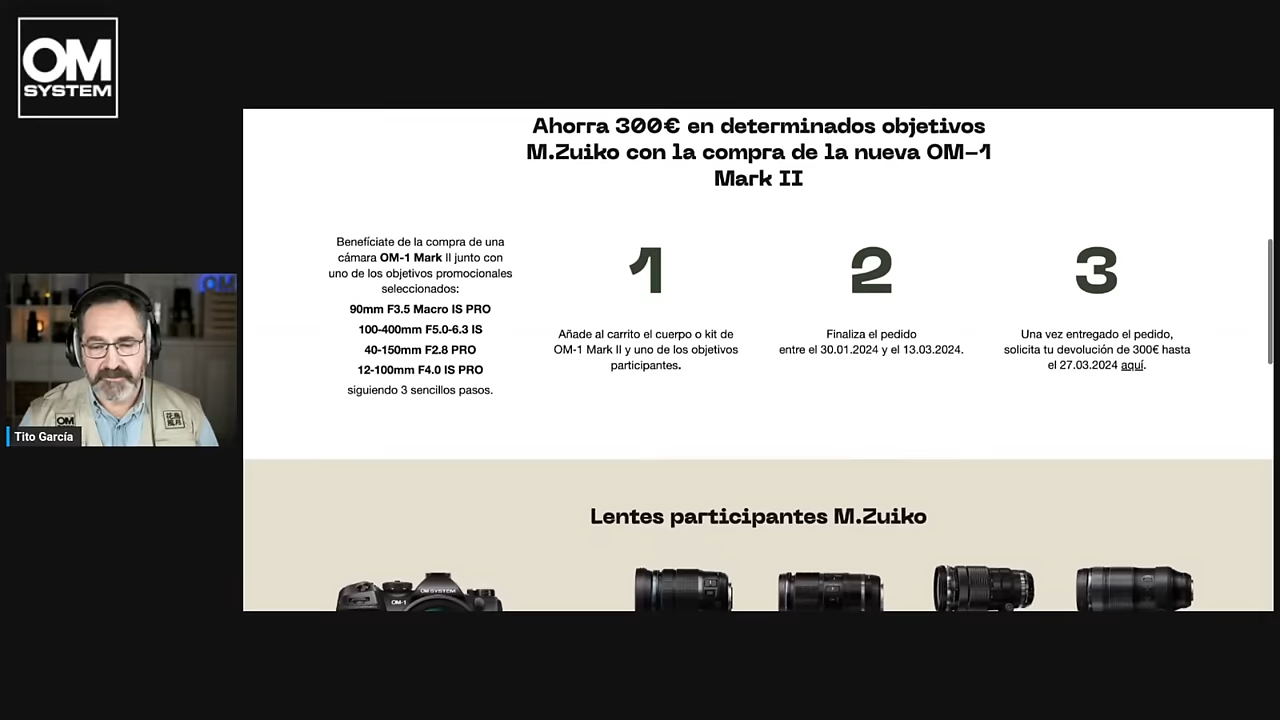 OM
SYSTEM
Ahorra 300€ en determinados objetivos
M.Zuiko con la compra de la nueva OM-1
Mark II
Benefíciate de la compra de una
cámara OM-1 Mark II junto con
uno de los objetivos promocionales
seleccionados:
90mm F3.5 Macro IS PRO
100-400mm F5.0-6.3 IS
40-150mm F2.8 PRO
12-100mm F4.0 IS PRO
siguiendo 3 sencillos pasos.
1
Añade al carrito el cuerpo o kit de
OM-1 Mark II y uno de los objetivos
participantes.
2
Finaliza el pedido
entre el 30.01.2024 y el 13.03.2024.
3
Una vez entregado el pedido,
solicita tu devolución de 300€ hasta
el 27.03.2024 aquí.
OM
OM
Tito García
Lentes participantes M.Zuiko
OM SYSTEM
OM-1